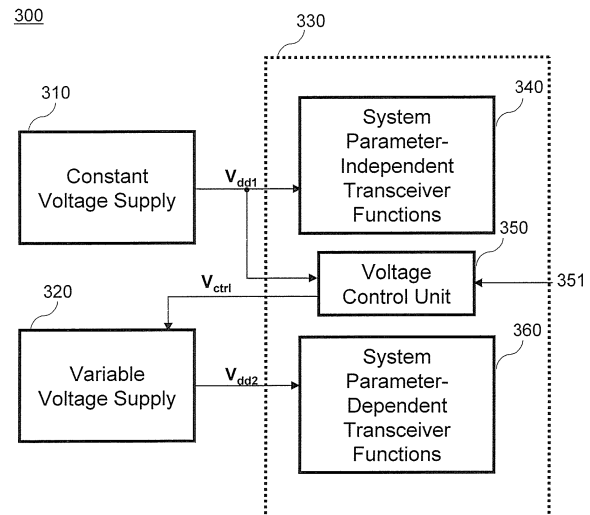 300
330
310
340
Constant
Voltage Supply
Vdd1
System
Parameter-
Independent
Transceiver
Functions
350
Voltage
Control Unit
351
Vctrl
320
360
Variable
Voltage Supply
Vdd2
System
Parameter-
Dependent
Transceiver
Functions